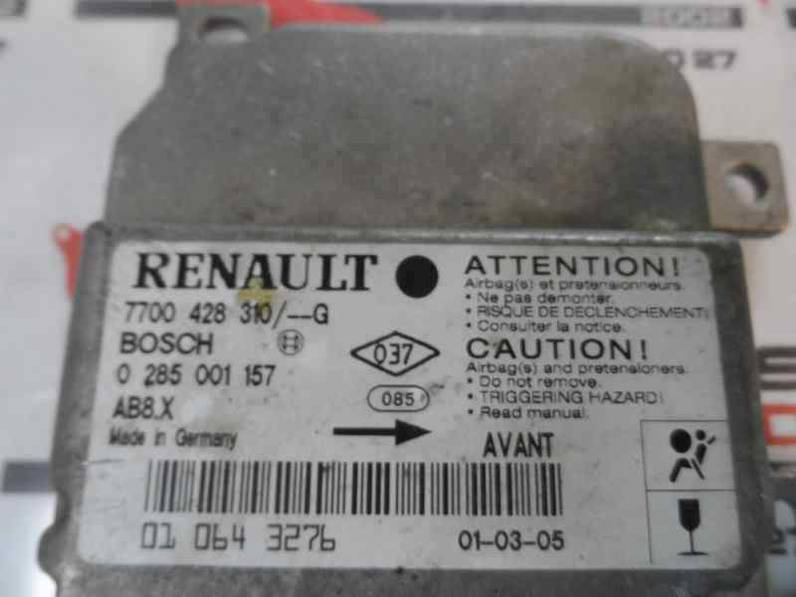 RENAULT
7700 428 310/--G
BOSCH
0 285 001 157
AB8.X
Made in Germany
037
085
AVANT
ATTENTION!
Airbag(s) et pretensionneurs.
• Ne pas demonter.
• RISQUE DE DECLENCHEMENT!
• Consulter la notice.
CAUTION!
Airbag(s) and pretensioners.
• Do not remove.
• TRIGGERING HAZARD!
• Read manual.
01 064 3276
01-03-05